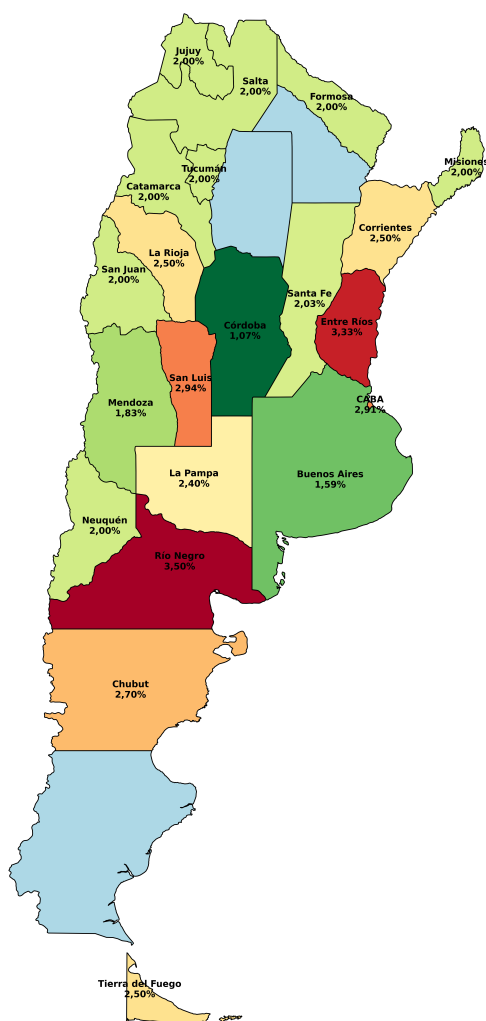 Jujuy
2,00%
Salta
2,00%
Formosa
2,00%
Misiones
2,00%
Tucumán
2,00%
Catamarca
2,00%
Corrientes
2,50%
La Rioja
2,50%
San Juan
2,00%
Santa Fe
2,03%
Entre Ríos
3,33%
Córdoba
1,07%
San Luis
2,94%
Mendoza
1,83%
CABA
2,91%
La Pampa
2,40%
Buenos Aires
1,59%
Neuquén
2,00%
Río Negro
3,50%
Chubut
2,70%
Tierra del Fuego
2,50%